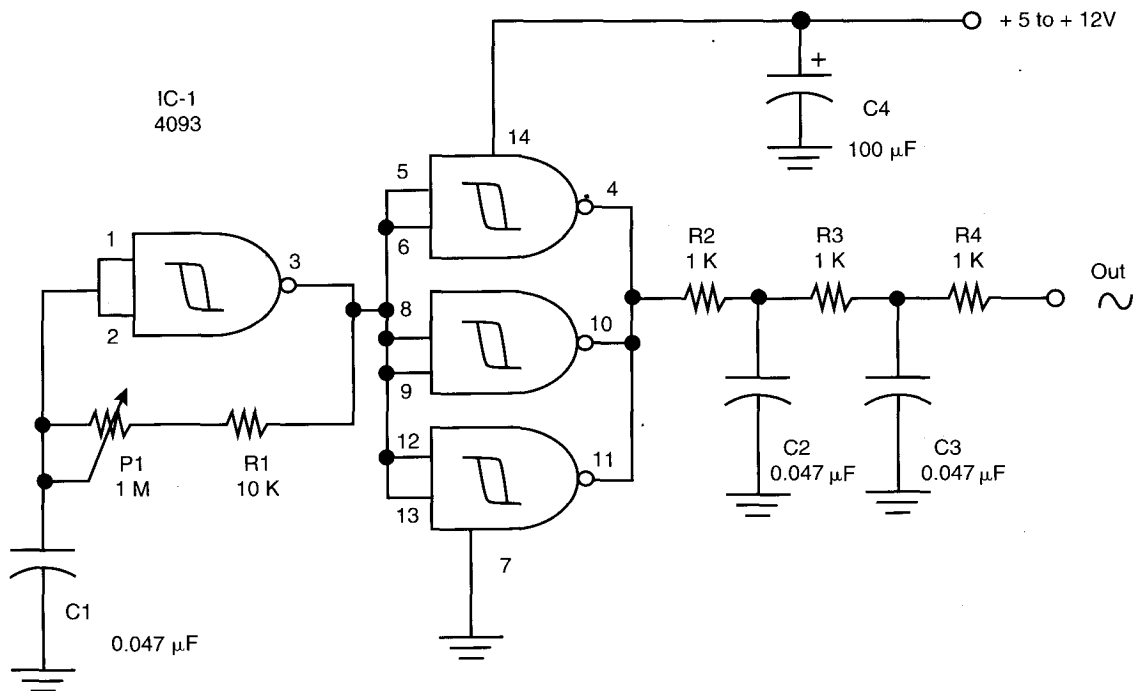 + 5 to + 12V
IC-1
4093
+
C4
100 µF
14
5
4
6
1
3
2
8
10
9
12
11
13
7
R2
1 K
R3
1 K
R4
1 K
Out
P1
1 M
R1
10 K
C2
0.047 µF
C3
0.047 µF
C1
0.047 µF